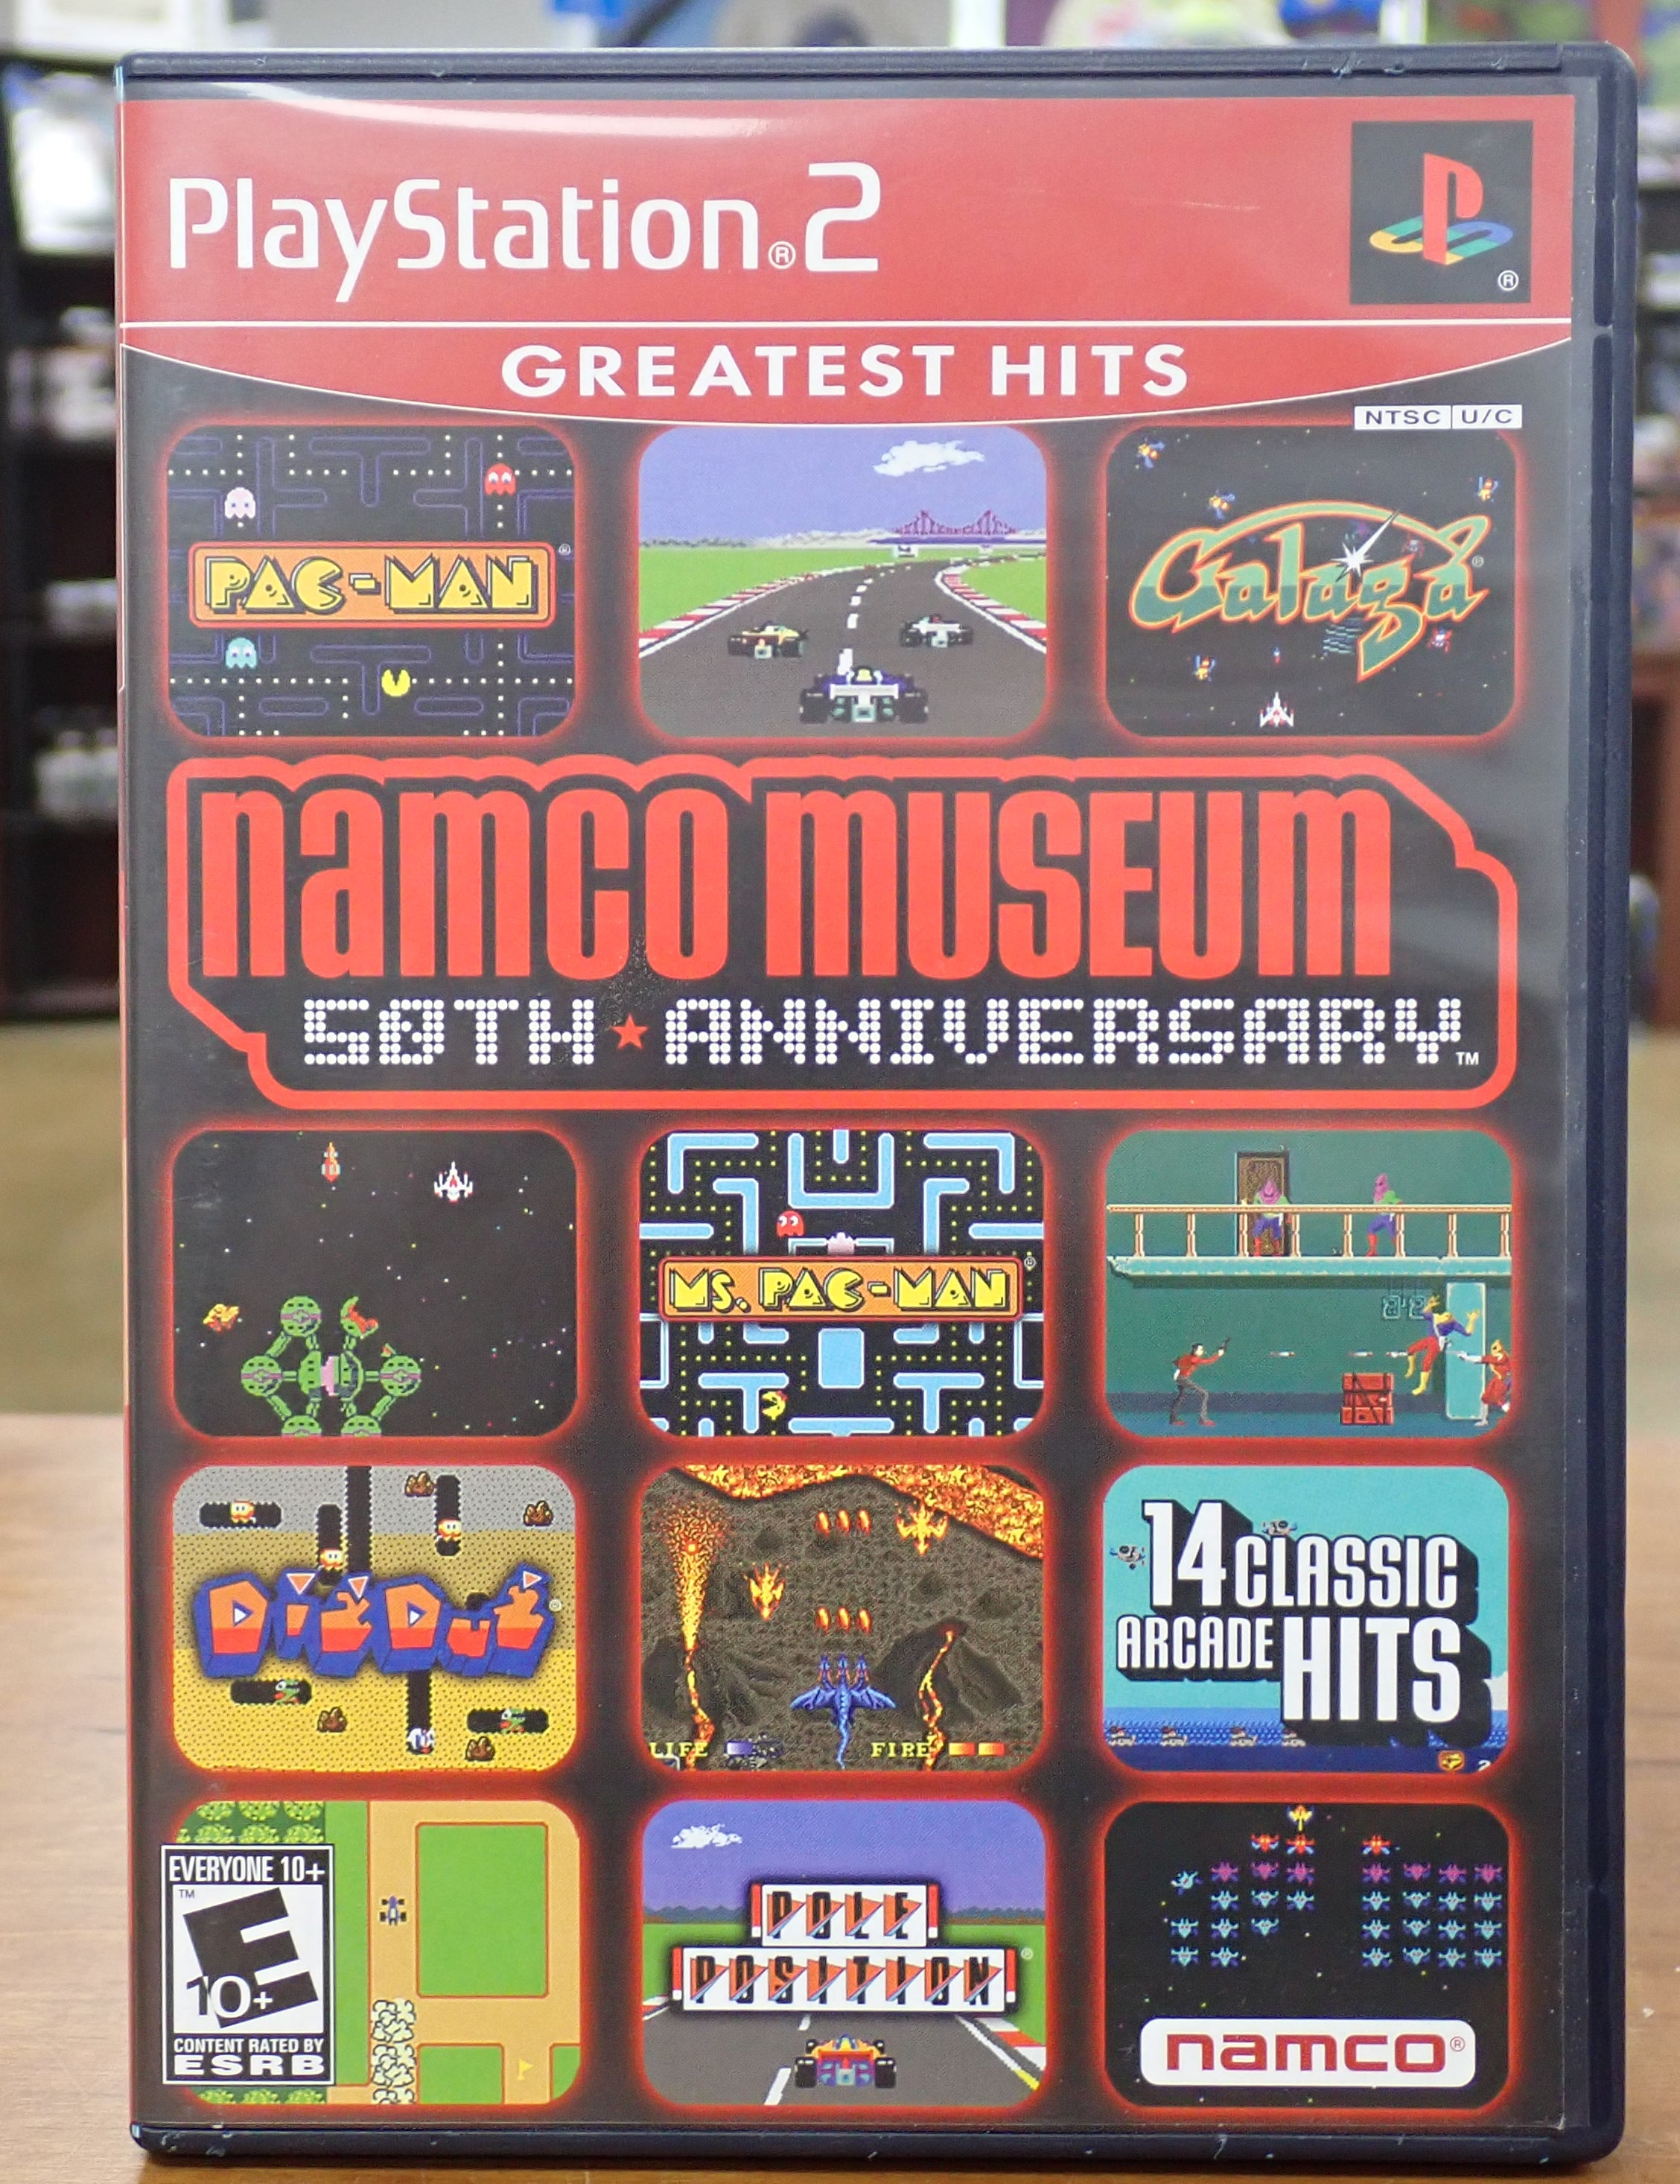 PlayStation®2
®
GREATEST HITS
NTSC U/C
PAC-MAN®
Galaga®
namco museum
50TH ★ ANNIVERSARY™
MS. PAC-MAN®
DIG DUG®
LIFE FIRE
14 CLASSIC
ARCADE HITS
EVERYONE 10+
™
E
10+
CONTENT RATED BY
ESRB
POLE
POSITION®
namco®